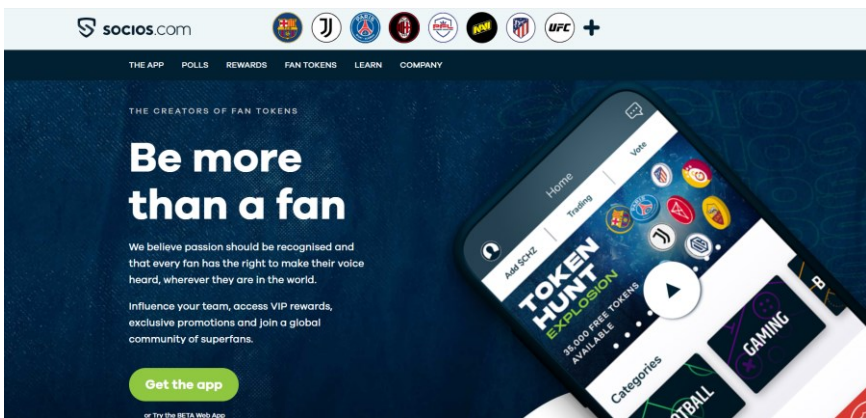 socios.com
UFC
THE APP POLLS REWARDS FAN TOKENS LEARN COMPANY
THE CREATORS OF FAN TOKENS
Be more
than a fan
We believe passion should be recognised and
that every fan has the right to make their voice
heard, wherever they are in the world.
Influence your team, access VIP rewards,
exclusive promotions and join a global
community of superfans.
Get the app
or Try the BETA Web App
Home
Add $CHZ
Trading
Vote
TOKEN
HUNT
EXPLOSION
35,000 FREE TOKENS
AVAILABLE
Categories
GAMING